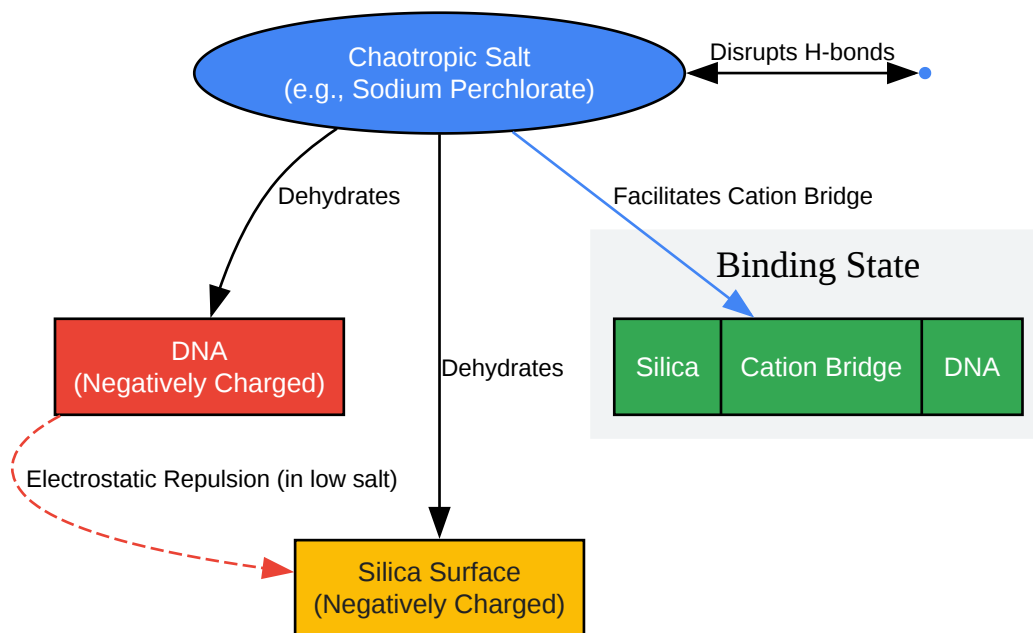 Chaotropic Salt
(e.g., Sodium Perchlorate)
Disrupts H-bonds
Dehydrates
Facilitates Cation Bridge
Binding State
DNA
(Negatively Charged)
Dehydrates
Silica
Cation Bridge
DNA
Electrostatic Repulsion (in low salt)
Silica Surface
(Negatively Charged)